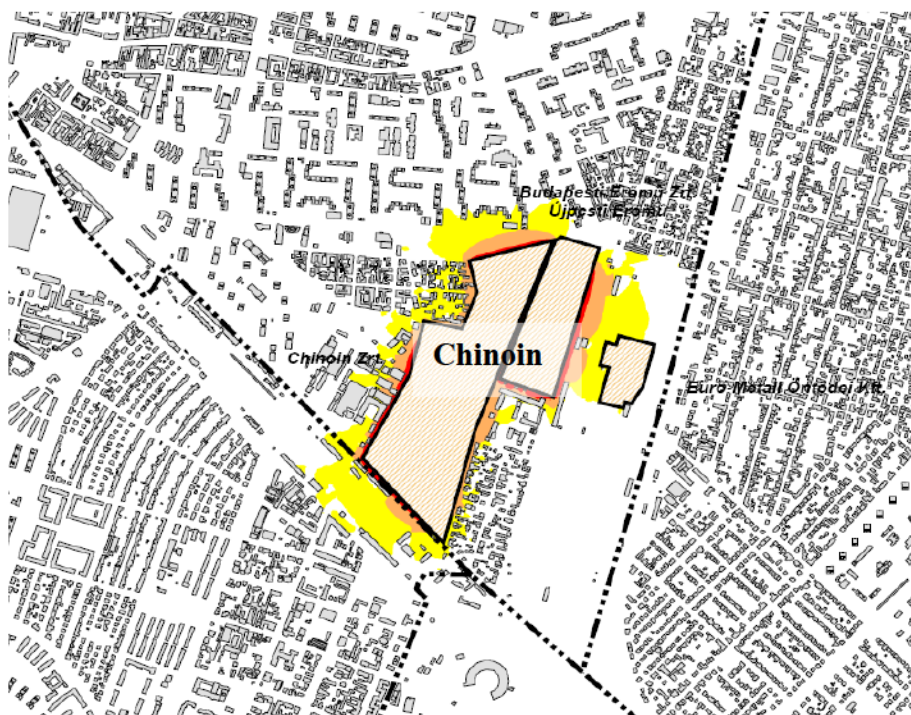 Budapesti Erőmű Zrt.
Újpesti Erőmű
Chinoin Zrt.
Chinoin
Euro Metall Öntödei Kft.